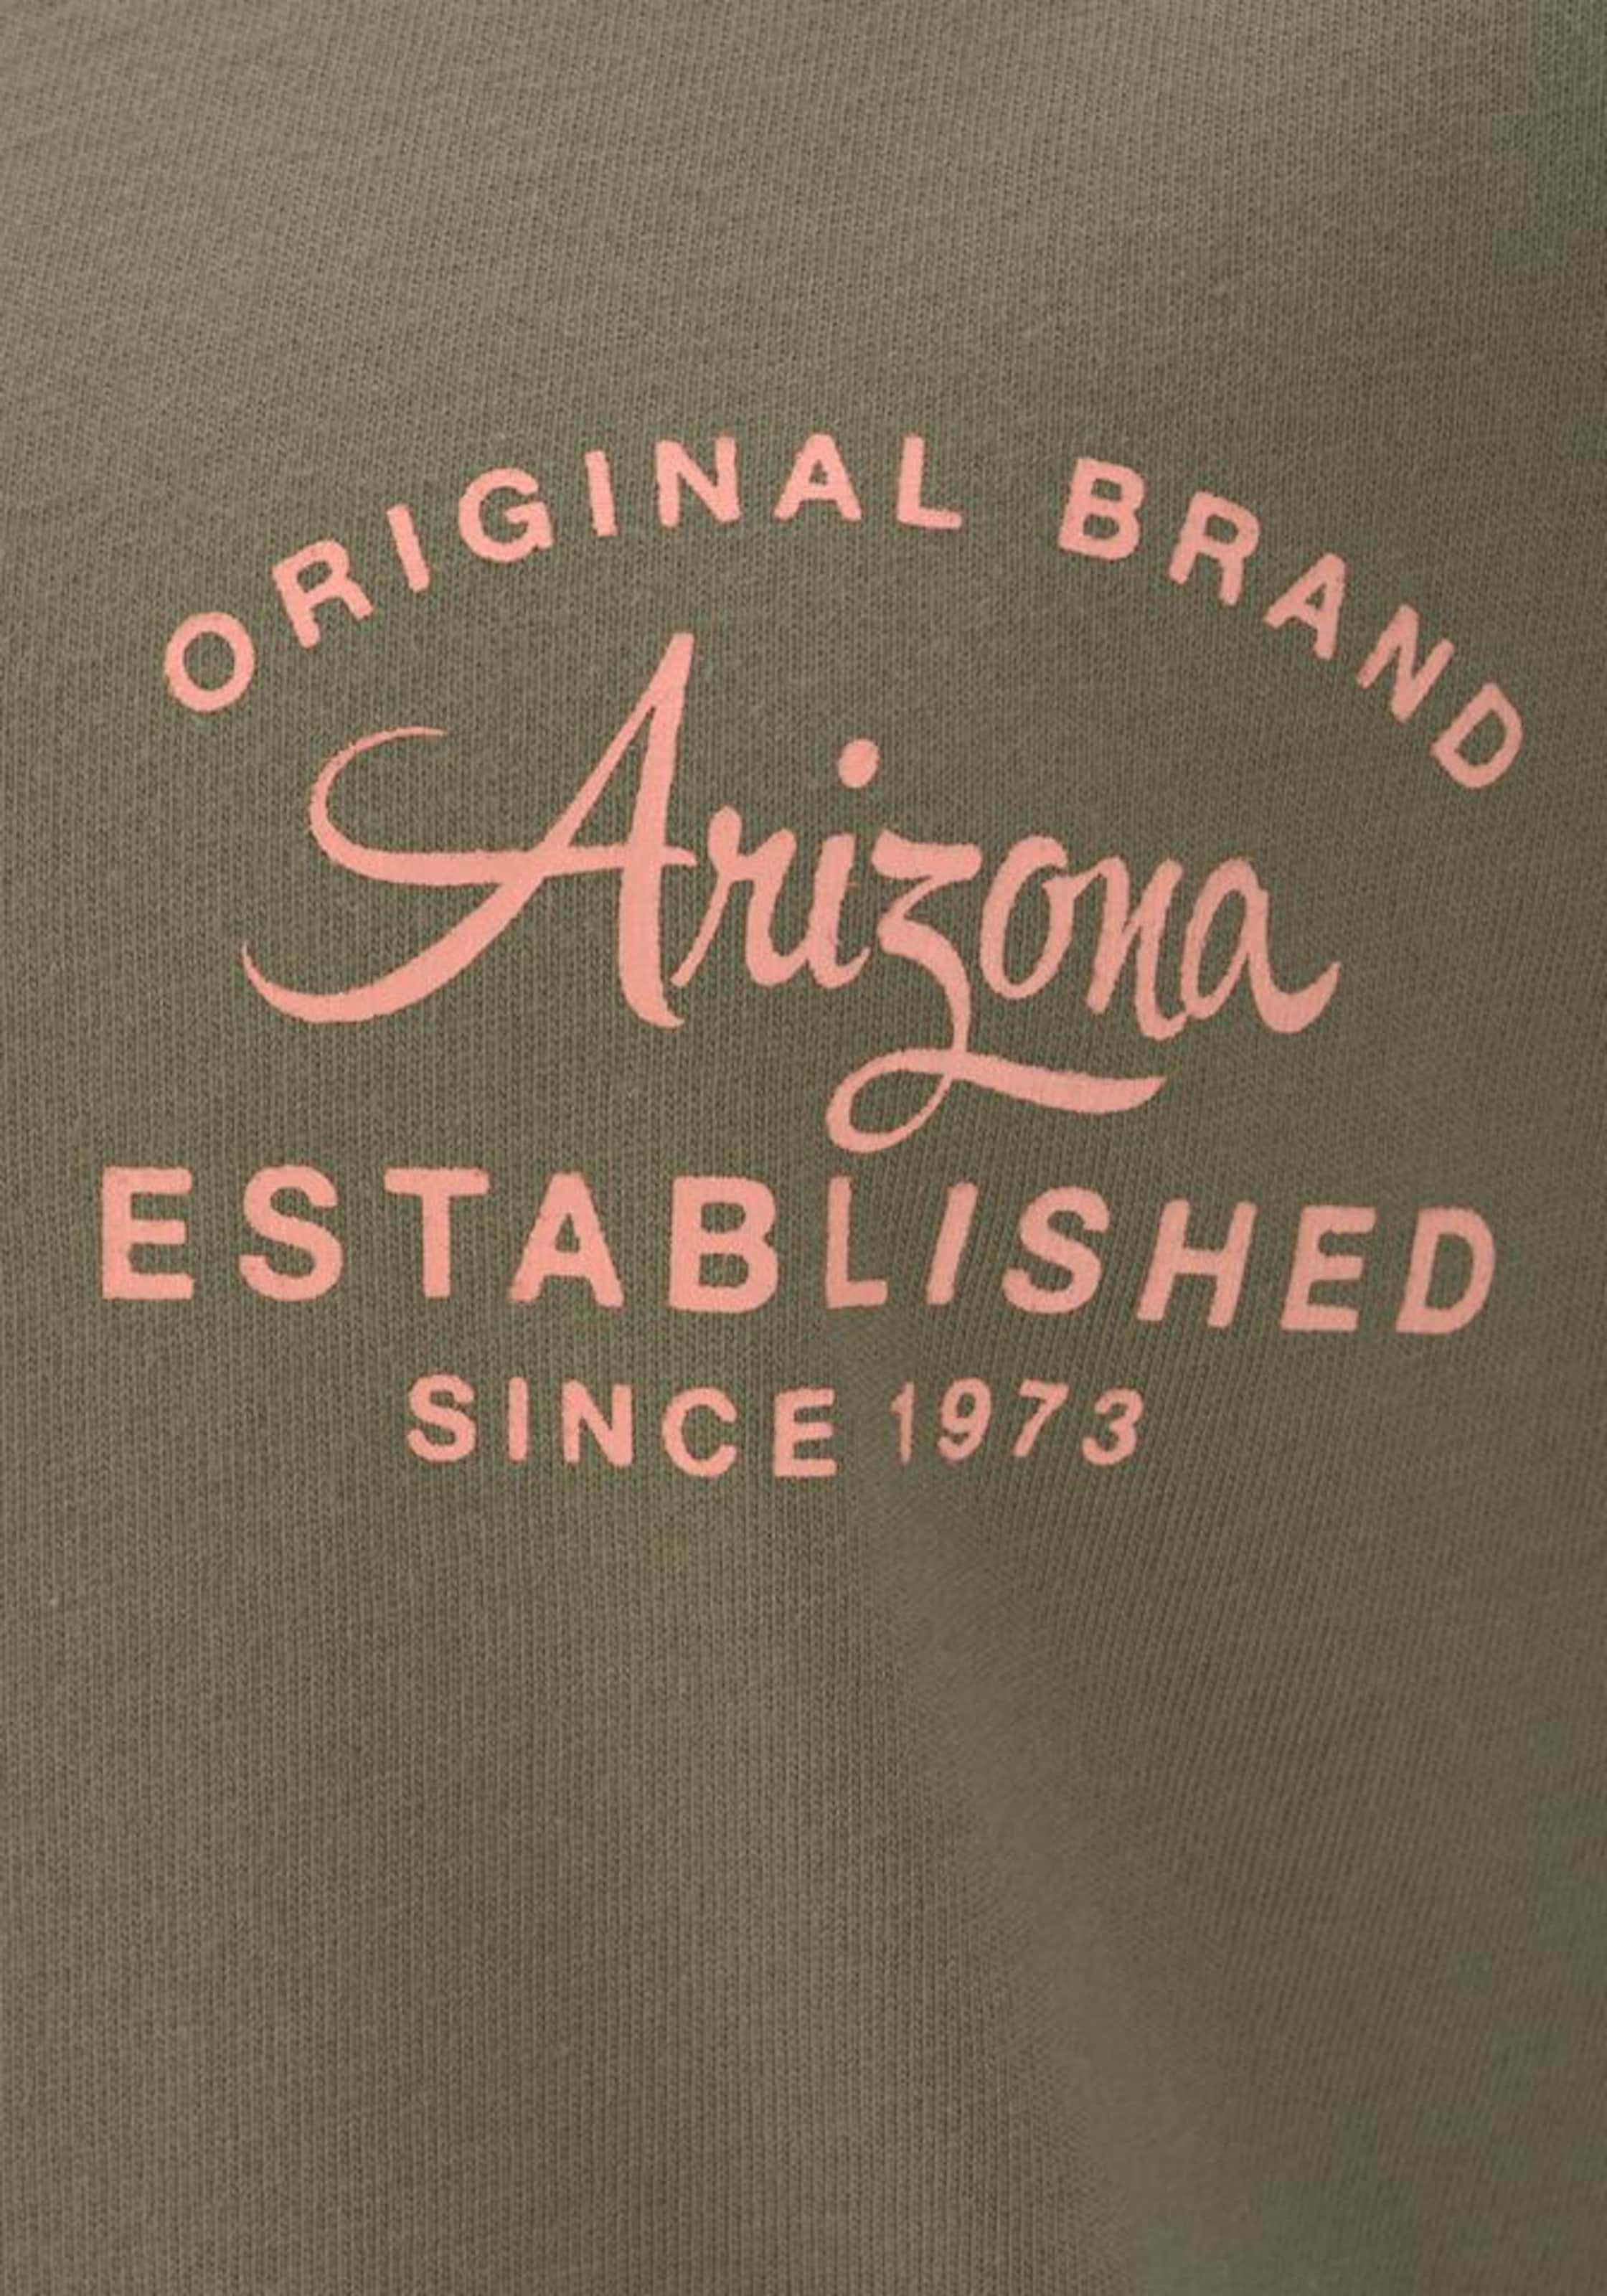 ORIGINAL BRAND
Arizona
ESTABLISHED
SINCE 1973